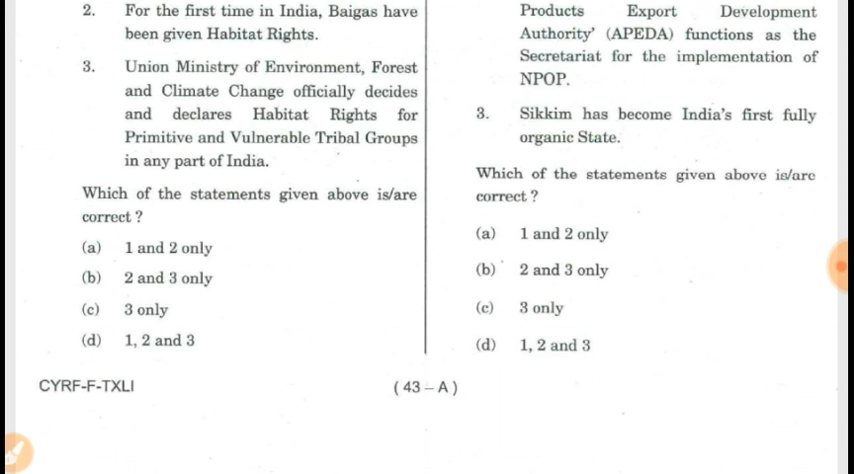 2. For the first time in India, Baigas have
been given Habitat Rights.
3. Union Ministry of Environment, Forest
and Climate Change officially decides
and declares Habitat Rights for
Primitive and Vulnerable Tribal Groups
in any part of India.
Which of the statements given above is/are
correct ?
(a) 1 and 2 only
(b) 2 and 3 only
(c) 3 only
(d) 1, 2 and 3
Products Export Development
Authority' (APEDA) functions as the
Secretariat for the implementation of
NPOP.
3. Sikkim has become India's first fully
organic State.
Which of the statements given above is/are
correct ?
(a) 1 and 2 only
(b) 2 and 3 only
(c) 3 only
(d) 1, 2 and 3
CYRF-F-TXLI
( 43 – A )